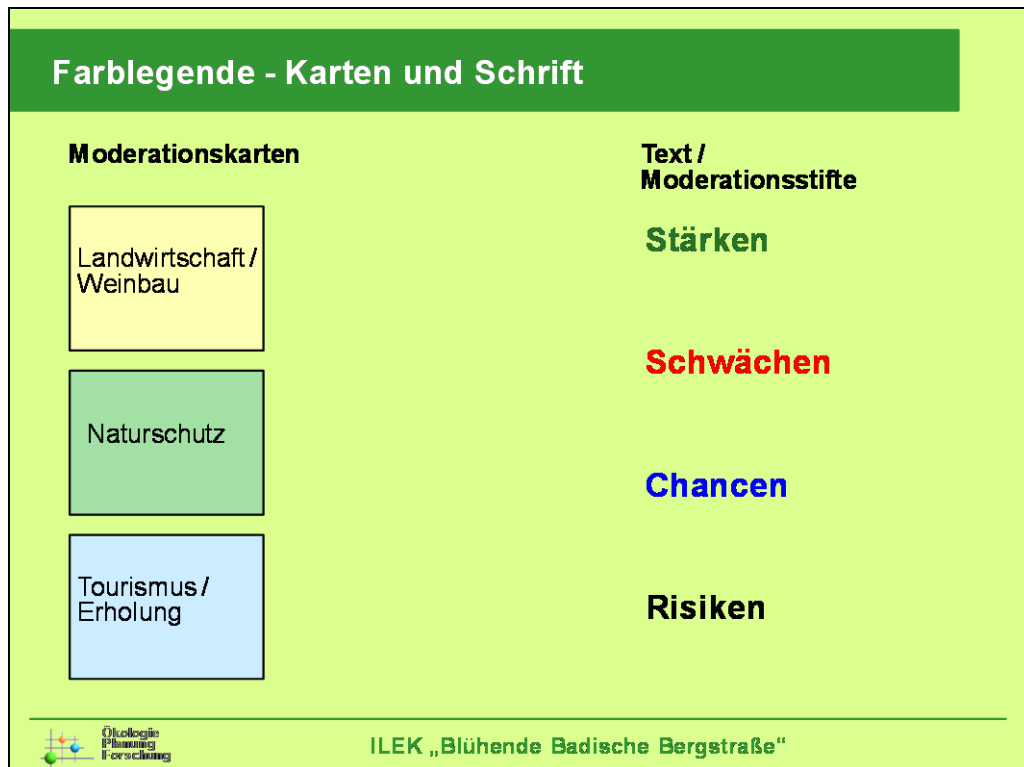 Farblegende - Karten und Schrift
Moderationskarten
Text /
Moderationsstifte
Landwirtschaft /
Weinbau
Naturschutz
Tourismus /
Erholung
Stärken
Schwächen
Chancen
Risiken
Ökologie
Planung
Forschung
ILEK „Blühende Badische Bergstraße“